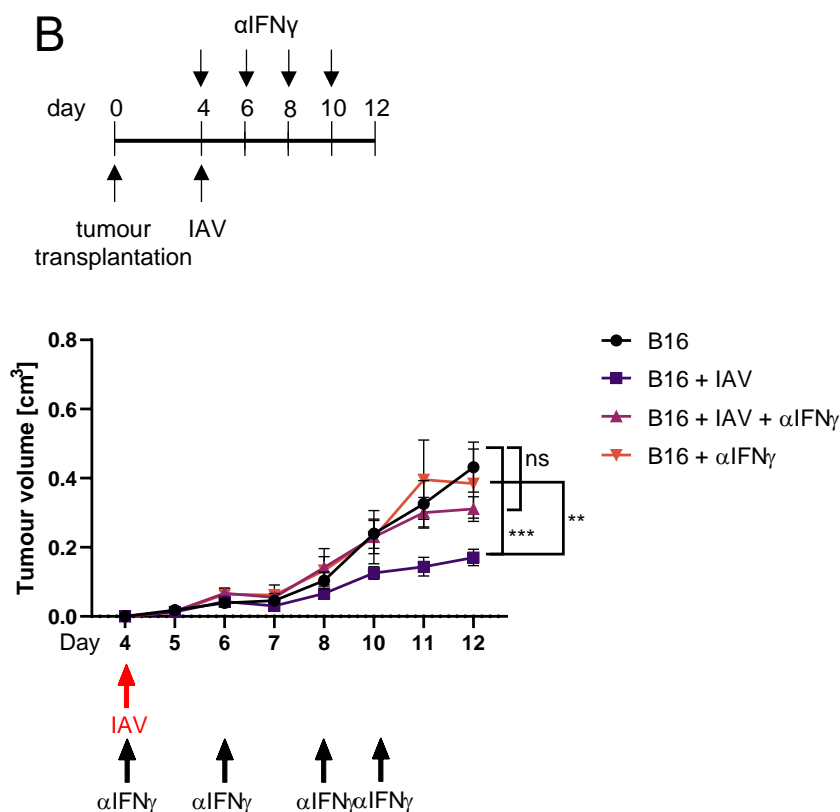 B
αIFNγ
day 0 4 6 8 10 12
tumour
transplantation
IAV
0.8
0.6
0.4
0.2
0.0
Tumour volume [cm³]
Day 4 5 6 7 8 10 11 12
ns
***
**
B16
B16 + IAV
B16 + IAV + αIFNγ
B16 + αIFNγ
IAV
αIFNγ αIFNγ αIFNγ αIFNγ